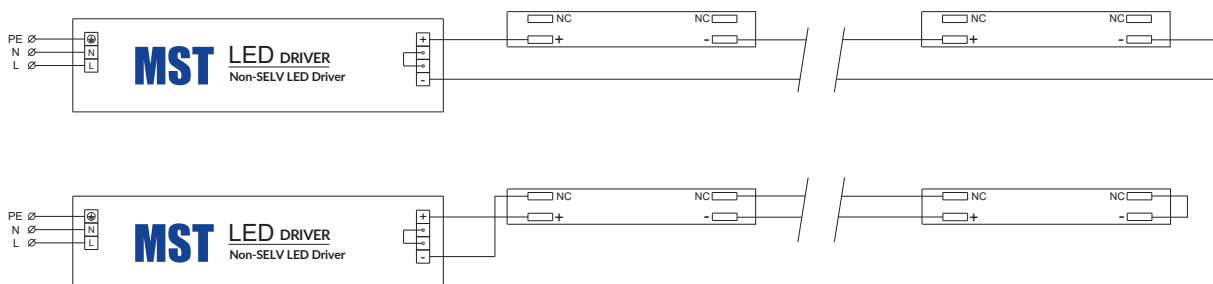 NC NC NC NC
PE N L
N
L
MST LED DRIVER
Non-SELV LED Driver
+
-
+ - + -
NC NC NC NC
PE N L
N
L
MST LED DRIVER
Non-SELV LED Driver
+
-
+ - + -